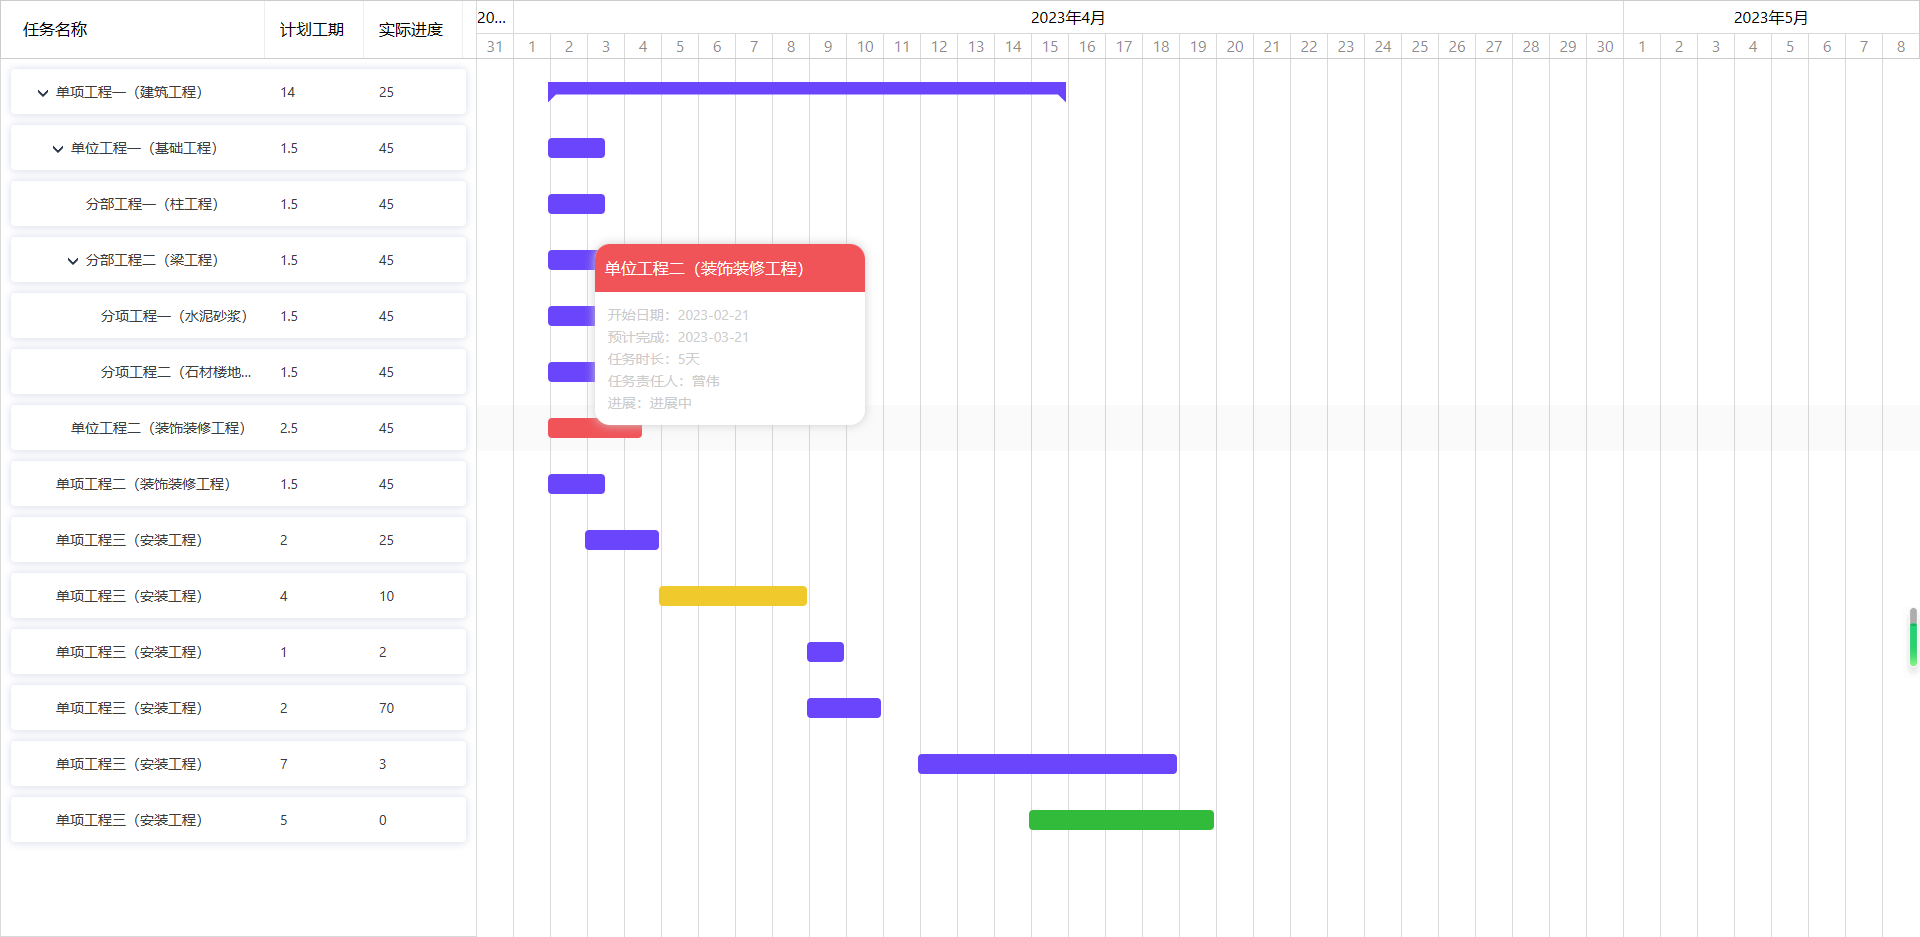 任务名称 计划工期 实际进度 20... 2023年4月 2023年5月
31 1 2 3 4 5 6 7 8 9 10 11 12 13 14 15 16 17 18 19 20 21 22 23 24 25 26 27 28 29 30 1 2 3 4 5 6 7 8
单项工程一（建筑工程） 14 25
单位工程一（基础工程） 1.5 45
分部工程一（柱工程） 1.5 45
分部工程二（梁工程） 1.5 45
分项工程一（水泥砂浆） 1.5 45
分项工程二（石材楼地... 1.5 45
单位工程二（装饰装修工程） 2.5 45
单项工程二（装饰装修工程） 1.5 45
单项工程三（安装工程） 2 25
单项工程三（安装工程） 4 10
单项工程三（安装工程） 1 2
单项工程三（安装工程） 2 70
单项工程三（安装工程） 7 3
单项工程三（安装工程） 5 0
单位工程二（装饰装修工程）
开始日期：2023-02-21
预计完成：2023-03-21
任务时长：5天
任务责任人：曾伟
进展：进展中